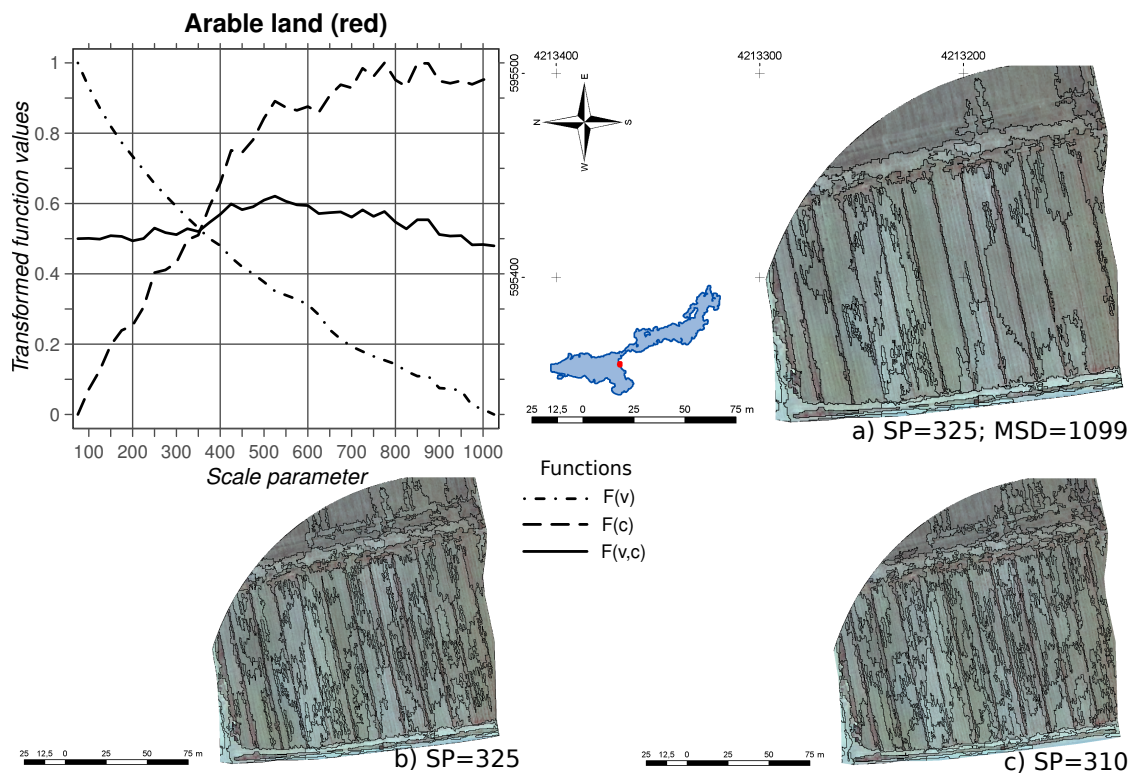 Arable land (red)
Transformed function values
1
0.8
0.6
0.4
0.2
0
100 200 300 400 500 600 700 800 900 1000
Scale parameter
4213400 4213300 4213200
595500
595400
E
N S
W
25 12,5 0 25 50 75 m
a) SP=325; MSD=1099
Functions
F(v)
F(c)
F(v,c)
25 12,5 0 25 50 75 m
b) SP=325
25 12,5 0 25 50 75 m
c) SP=310